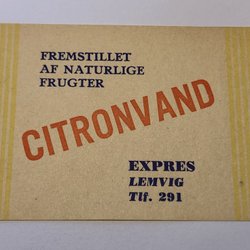 FREMSTILLET
AF NATURLIGE
FRUGTER
CITRONVAND
EXPRES
LEMVIG
Tlf. 291